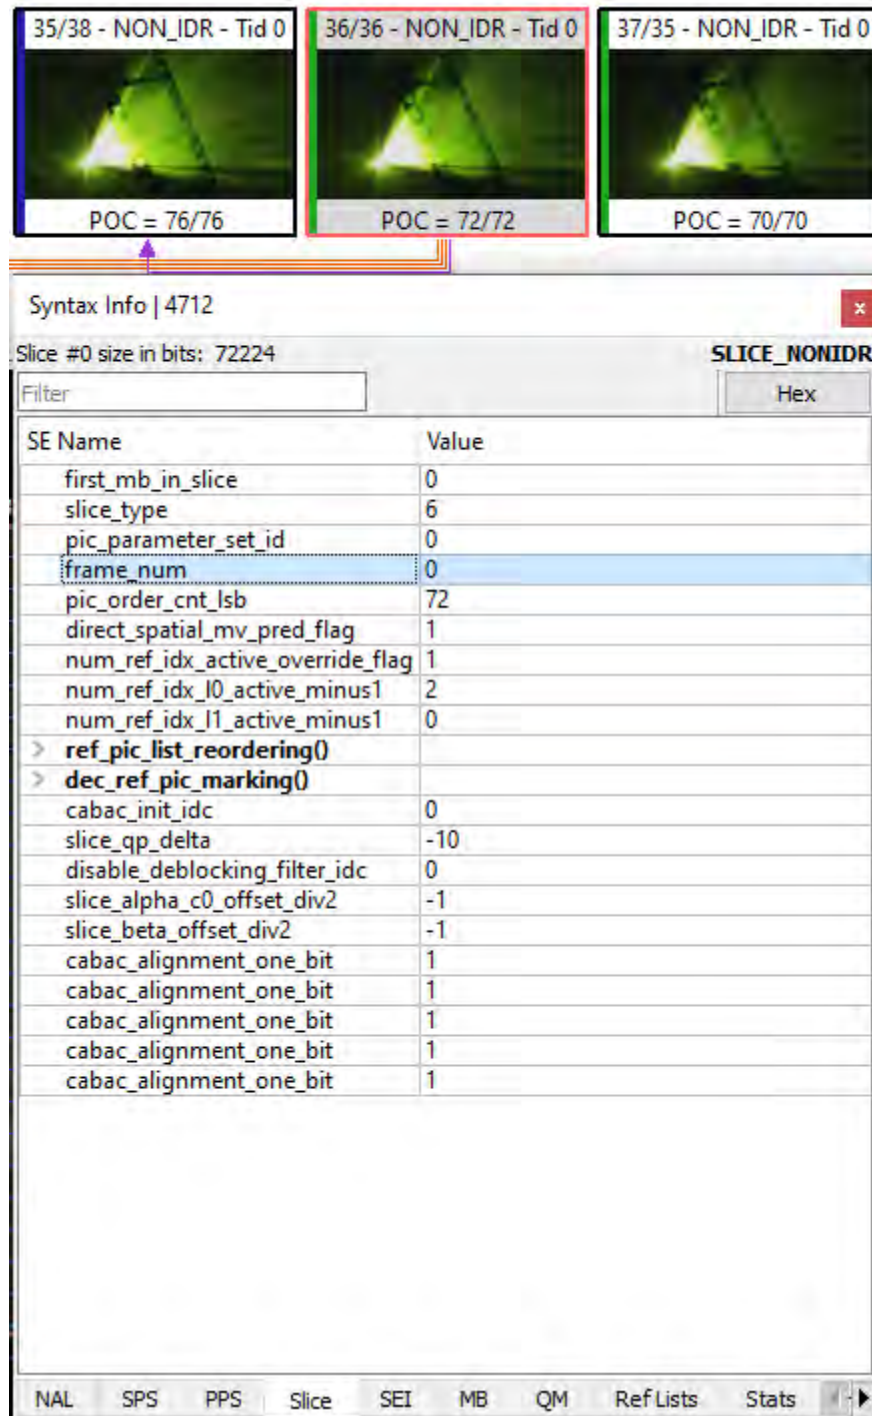 35/38 - NON_IDR - Tid 0 36/36 - NON_IDR - Tid 0 37/35 - NON_IDR - Tid 0
POC = 76/76 POC = 72/72 POC = 70/70
Syntax Info | 4712 x
Slice #0 size in bits: 72224 SLICE_NONIDR
Filter Hex
SE Name Value
first_mb_in_slice 0
slice_type 6
pic_parameter_set_id 0
frame_num 0
pic_order_cnt_lsb 72
direct_spatial_mv_pred_flag 1
num_ref_idx_active_override_flag 1
num_ref_idx_l0_active_minus1 2
num_ref_idx_l1_active_minus1 0
> ref_pic_list_reordering()
> dec_ref_pic_marking()
cabac_init_idc 0
slice_qp_delta -10
disable_deblocking_filter_idc 0
slice_alpha_c0_offset_div2 -1
slice_beta_offset_div2 -1
cabac_alignment_one_bit 1
cabac_alignment_one_bit 1
cabac_alignment_one_bit 1
cabac_alignment_one_bit 1
cabac_alignment_one_bit 1
NAL SPS PPS Slice SEI MB QM Ref Lists Stats